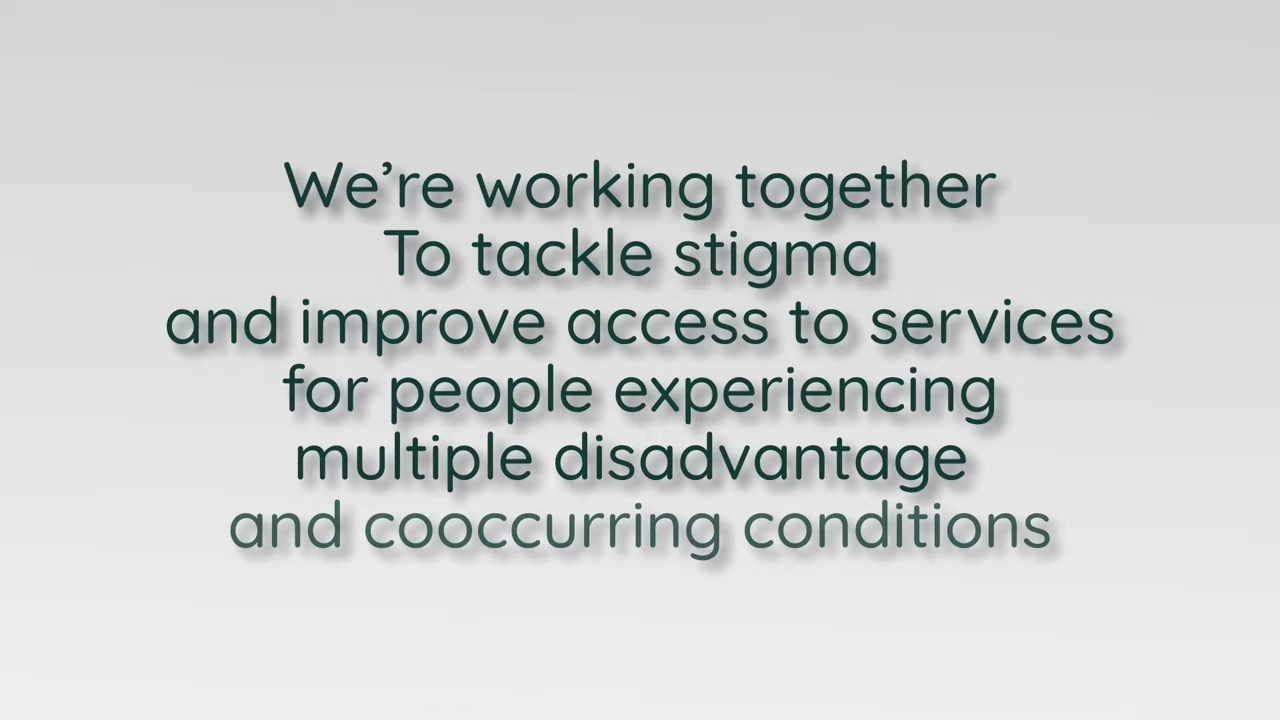 We’re working together
To tackle stigma
and improve access to services
for people experiencing
multiple disadvantage
and cooccurring conditions